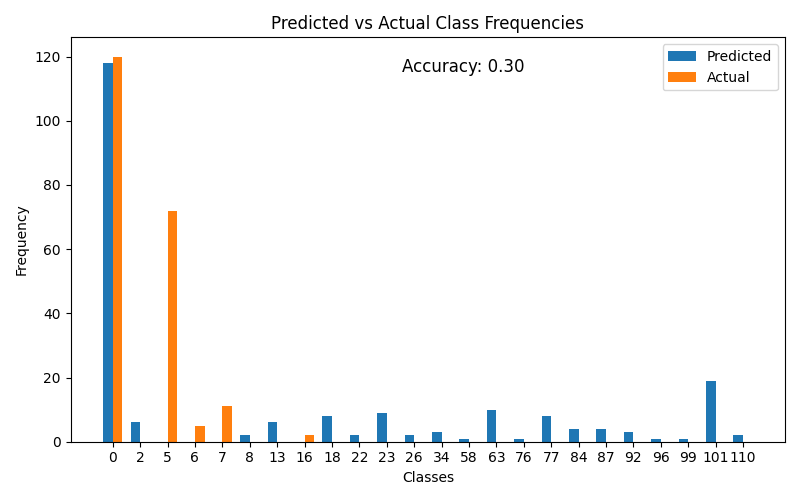 Predicted vs Actual Class Frequencies
Accuracy: 0.30
Predicted
Actual
Frequency
120
100
80
60
40
20
0
0 2 5 6 7 8 13 16 18 22 23 26 34 58 63 76 77 84 87 92 96 99 101 110
Classes